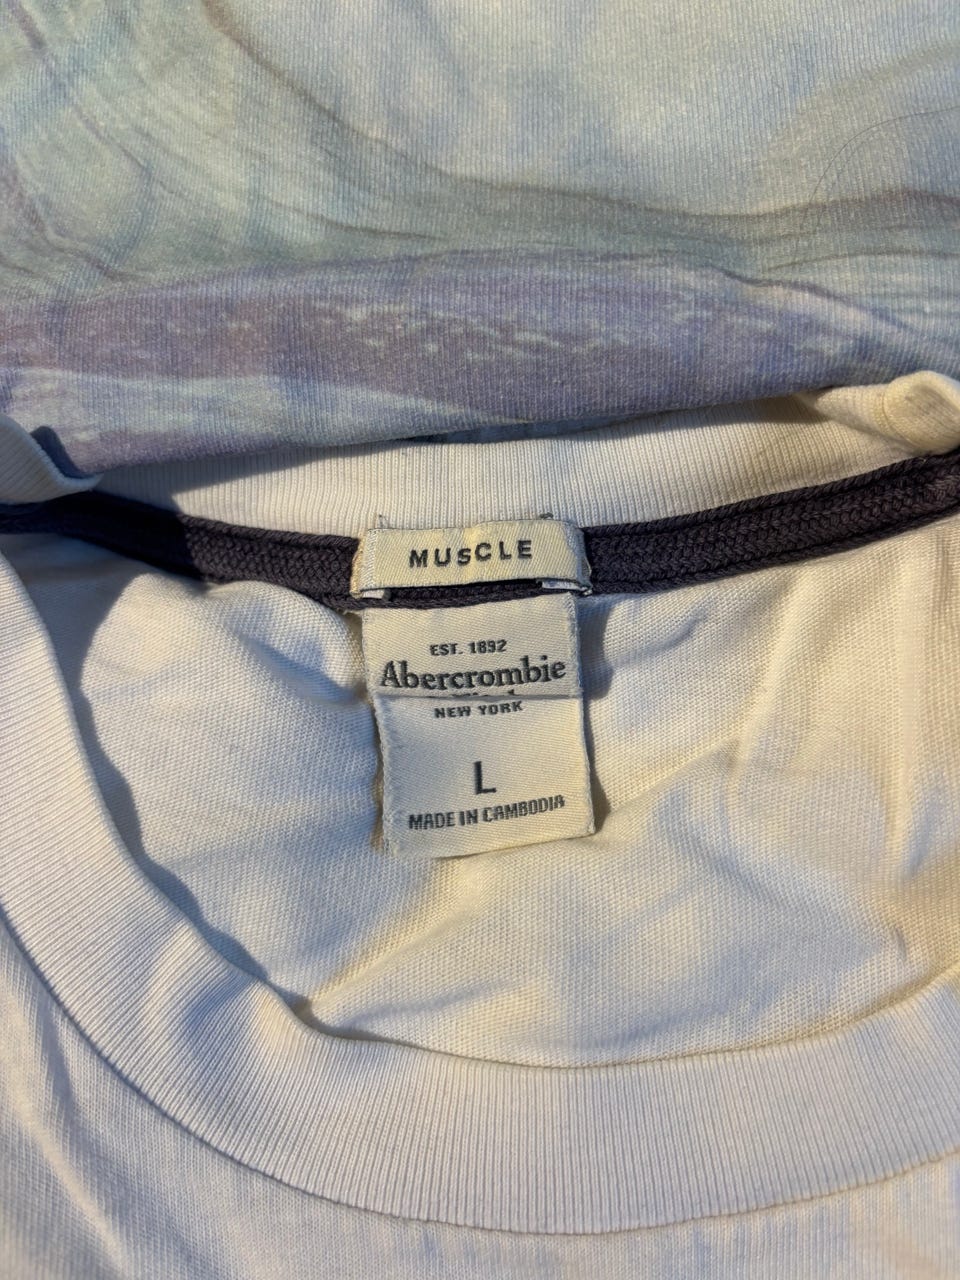 MUSCLE
EST. 1892
Abercrombie
NEW YORK
L
MADE IN CAMBODIA